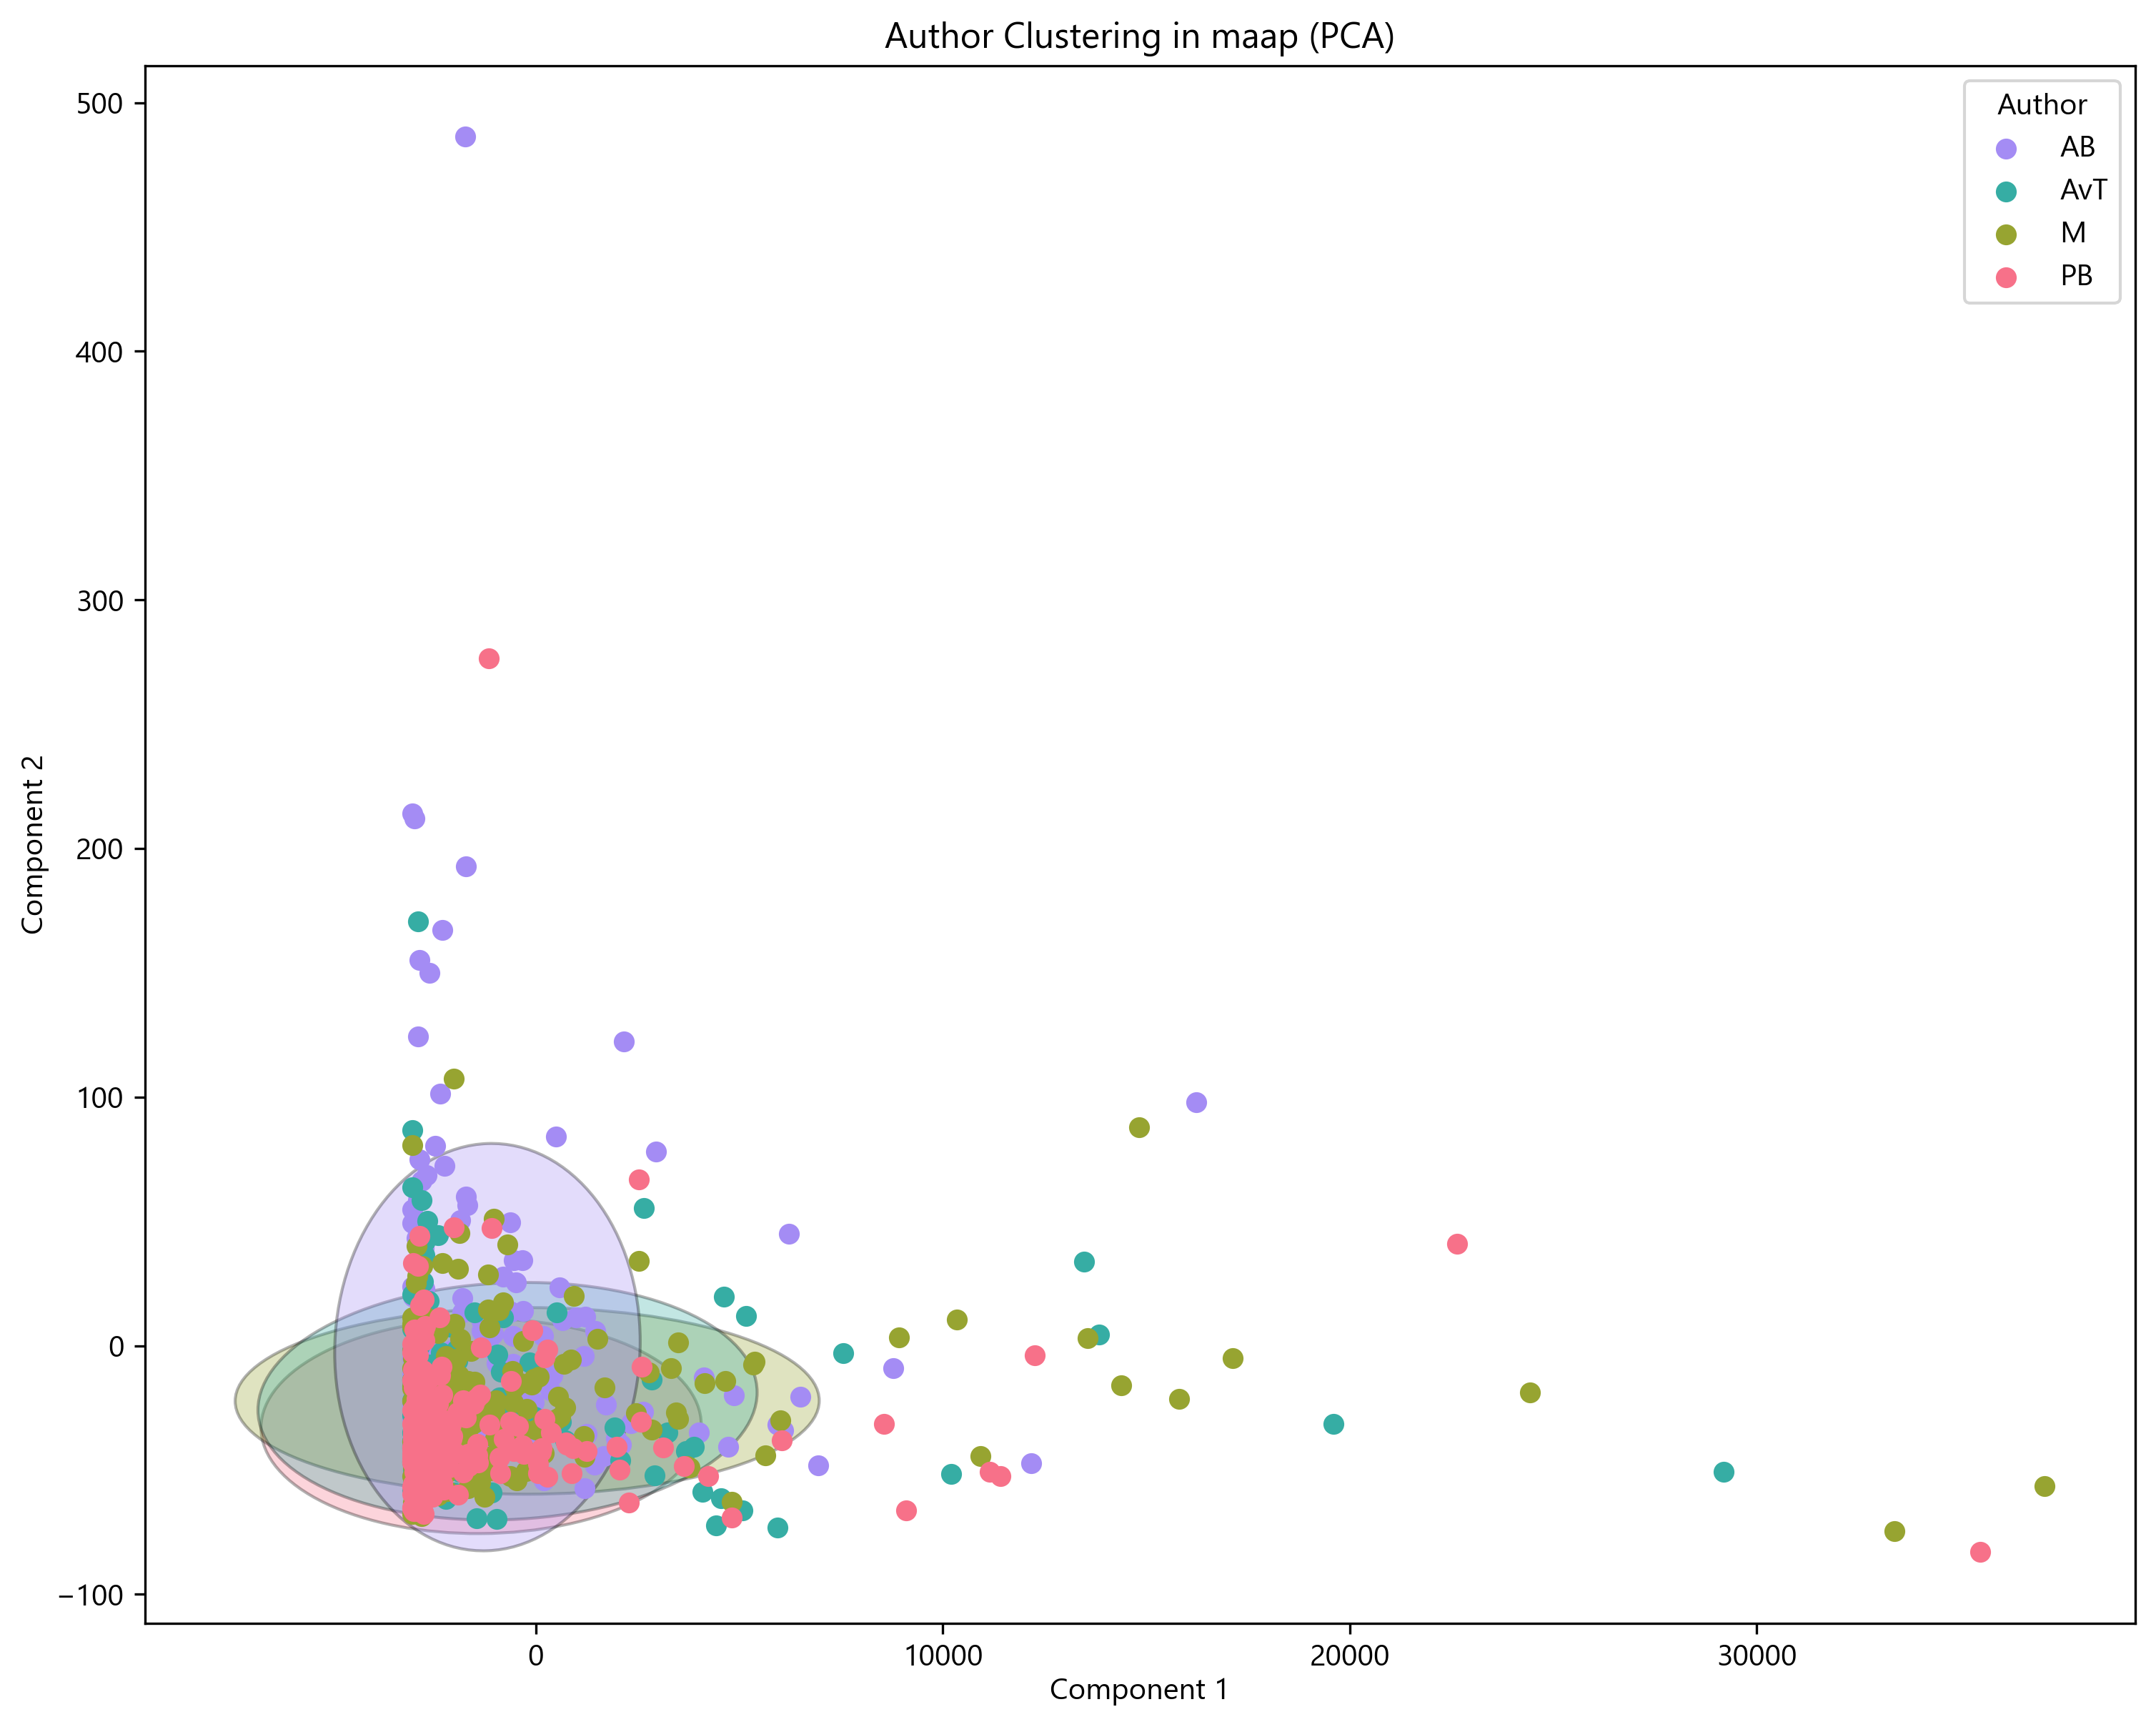 Author Clustering in maap (PCA)
Author
AB
AvT
M
PB
500
400
300
200
100
0
−100
Component 2
0
10000
20000
30000
Component 1